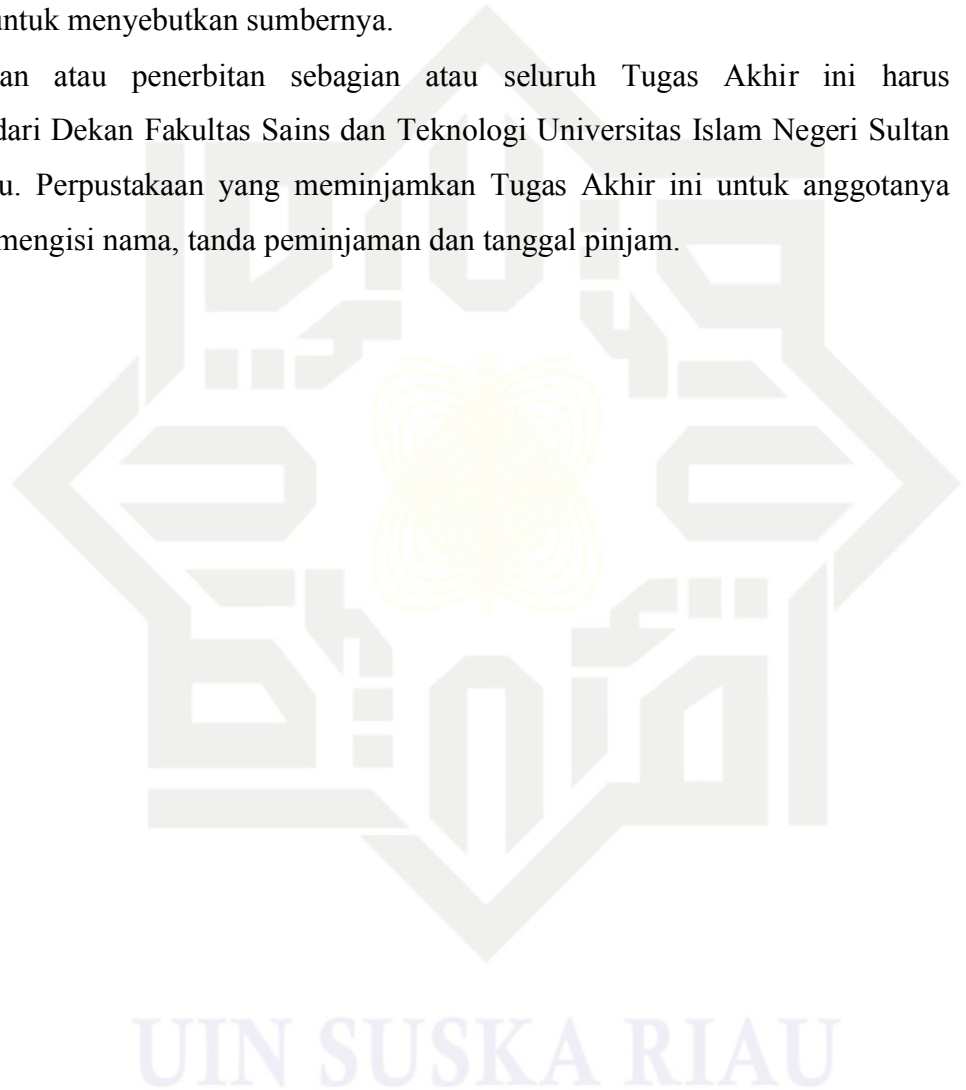 untuk menyebutkan sumbernya.
an atau penerbitan sebagian atau seluruh Tugas Akhir ini harus
dari Dekan Fakultas Sains dan Teknologi Universitas Islam Negeri Sultan
u. Perpustakaan yang meminjamkan Tugas Akhir ini untuk anggotanya
mengisi nama, tanda peminjaman dan tanggal pinjam.
UIN SUSKA RIAU